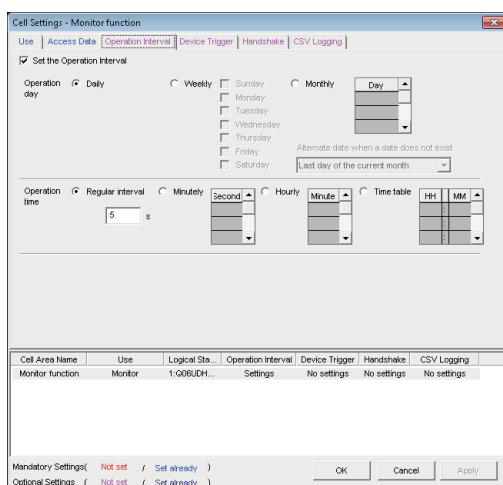 Cell Settings - Monitor function
Use Access Data Operation Interval Device Trigger Handshake CSV Logging
Set the Operation Interval
Operation day Daily Weekly Sunday Monthly Day
Monday
Tuesday
Wednesday
Thursday
Friday Alternate date when a date does not exist
Saturday Last day of the current month
Operation time Regular interval Minutely Second Hourly Minute Time table HH MM
5 s
Cell Area Name Use Logical Sta... Operation Interval Device Trigger Handshake CSV Logging
Monitor function Monitor 1:Q06UDH... Settings No settings No settings No settings
Mandatory Settings( Not set / Set already )
Optional Settings ( Not set / Set already )
OK Cancel Apply